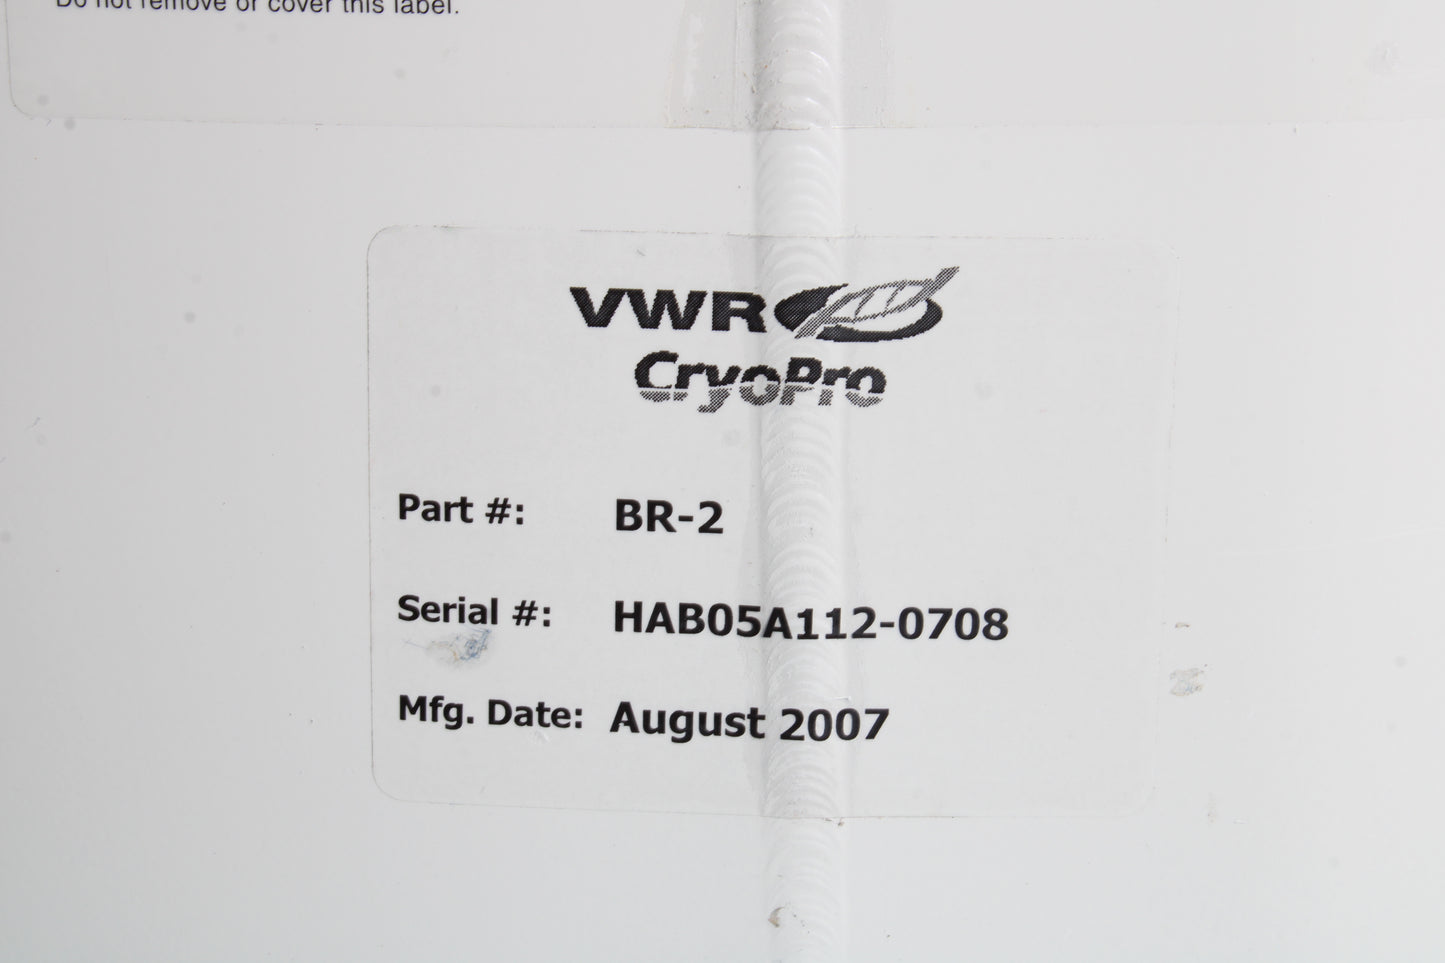 Do not remove or cover this label.
VWR
CryoPro
Part #: BR-2
Serial #: HAB05A112-0708
Mfg. Date: August 2007